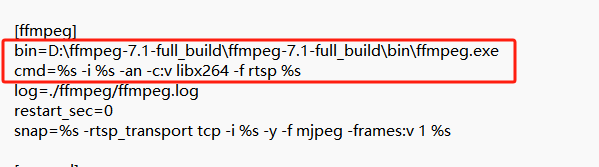 [ffmpeg]
bin=D:\ffmpeg-7.1-full_build\ffmpeg-7.1-full_build\bin\ffmpeg.exe
cmd=%s -i %s -an -c:v libx264 -f rtsp %s
log=./ffmpeg/ffmpeg.log
restart_sec=0
snap=%s -rtsp_transport tcp -i %s -y -f mjpeg -frames:v 1 %s